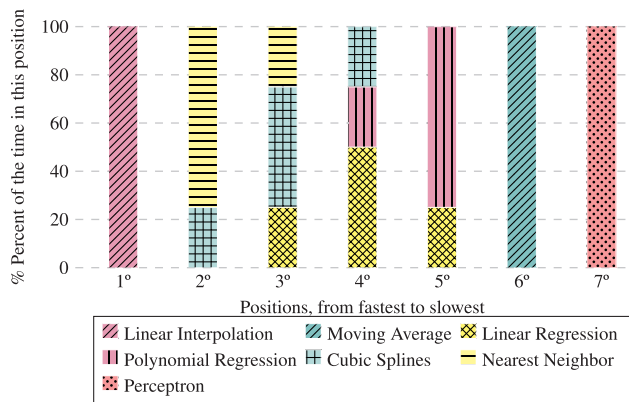 % Percent of the time in this position
100
80
60
40
20
0
1º 2º 3º 4º 5º 6º 7º
Positions, from fastest to slowest
Linear Interpolation Moving Average Linear Regression
Polynomial Regression Cubic Splines Nearest Neighbor
Perceptron